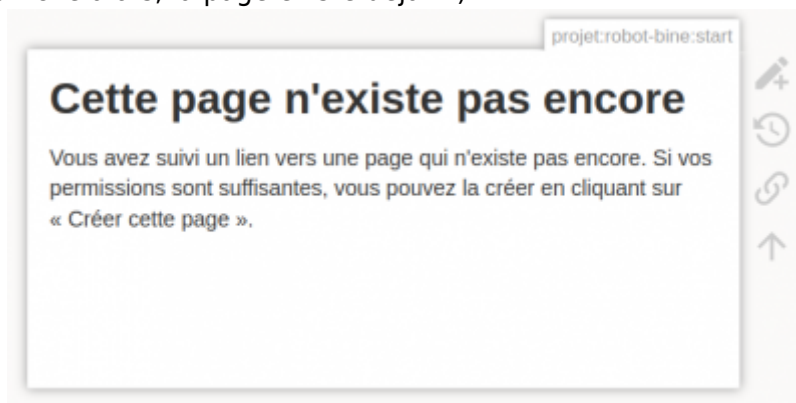 projet:robot-bine:start
Cette page n'existe pas encore
Vous avez suivi un lien vers une page qui n'existe pas encore. Si vos
permissions sont suffisantes, vous pouvez la créer en cliquant sur
« Créer cette page ».